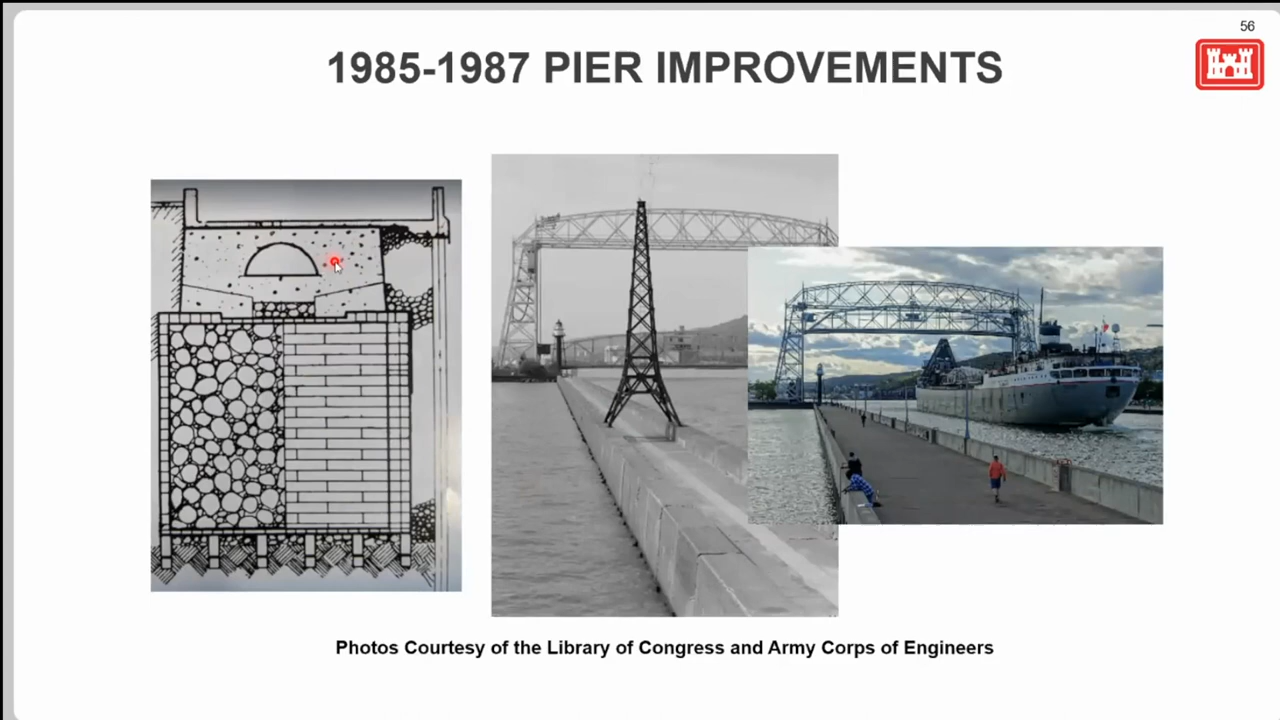 56
1985-1987 PIER IMPROVEMENTS
Photos Courtesy of the Library of Congress and Army Corps of Engineers